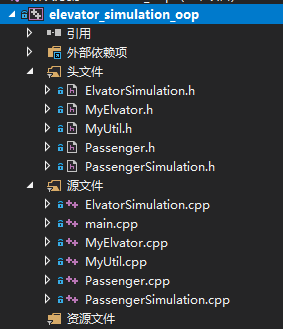 elevator_simulation_oop
引用
外部依赖项
头文件
ElvatorSimulation.h
MyElvator.h
MyUtil.h
Passenger.h
PassengerSimulation.h
源文件
ElvatorSimulation.cpp
main.cpp
MyElvator.cpp
MyUtil.cpp
Passenger.cpp
PassengerSimulation.cpp
资源文件